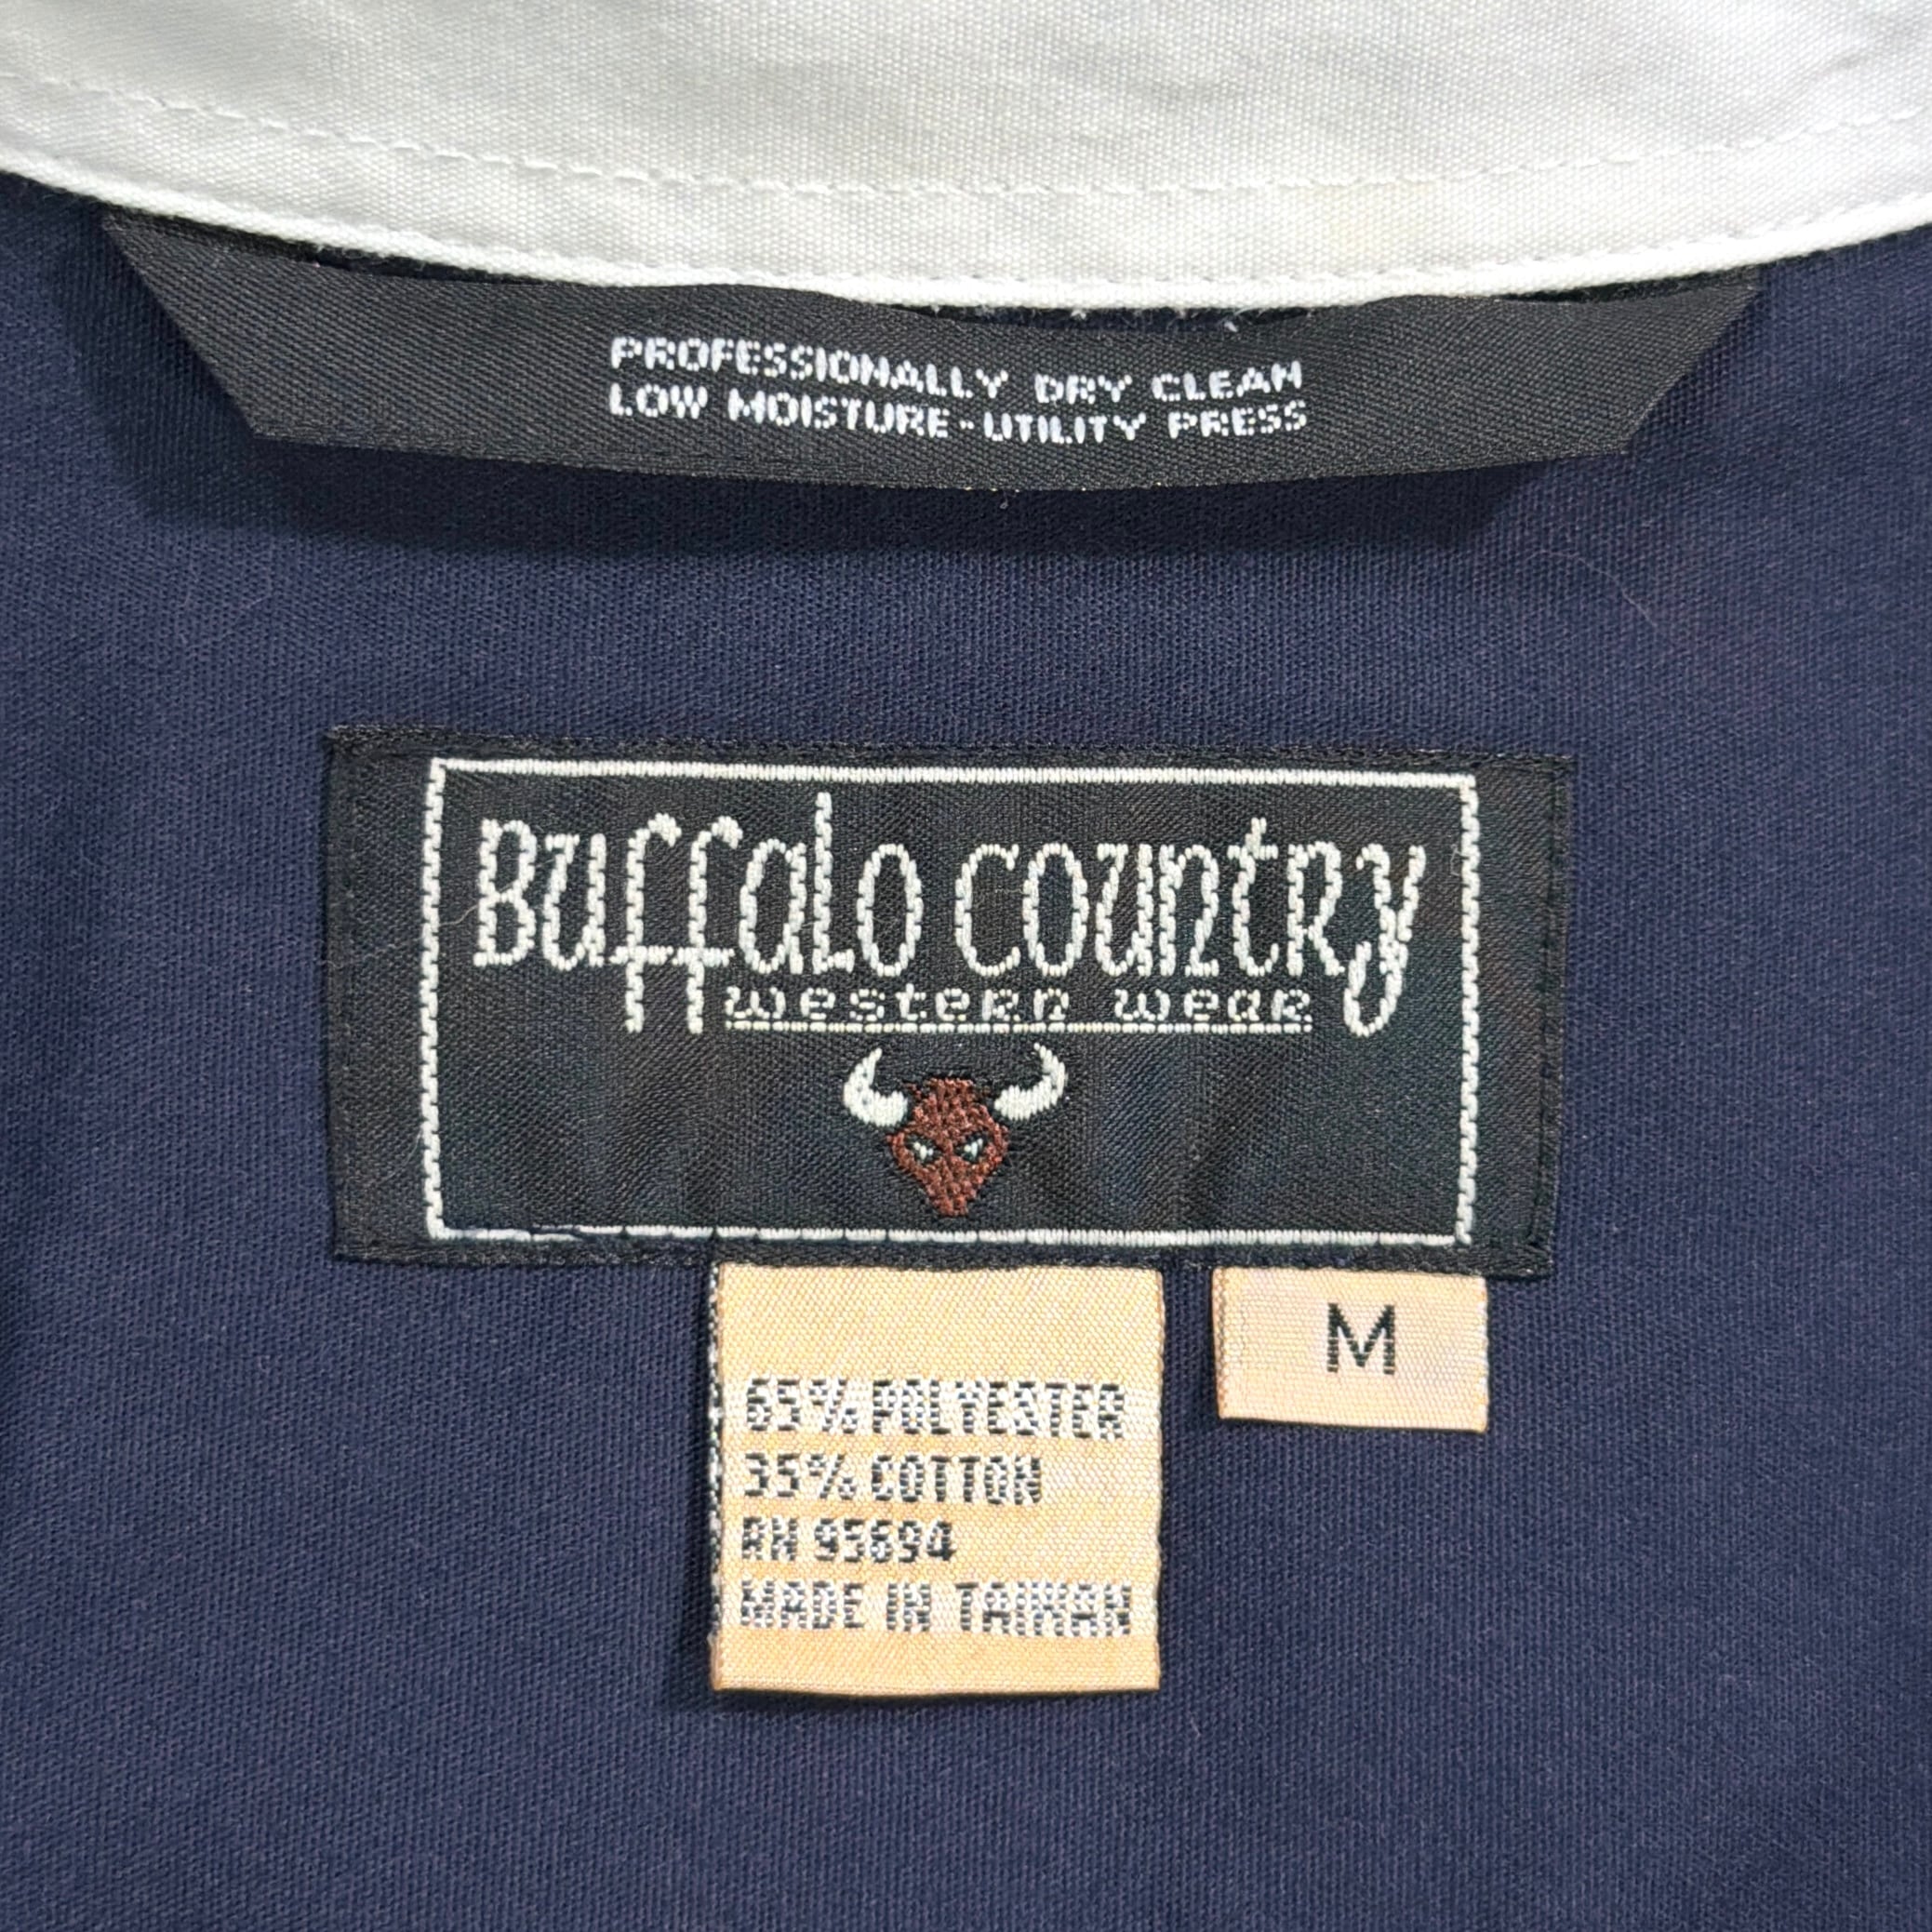 PROFESSIONALLY DRY CLEAN
LOW MOISTURE-UTILITY PRESS
Buffalo Country
western wear
M
65% POLYESTER
35% COTTON
RN 95694
MADE IN TAIWAN